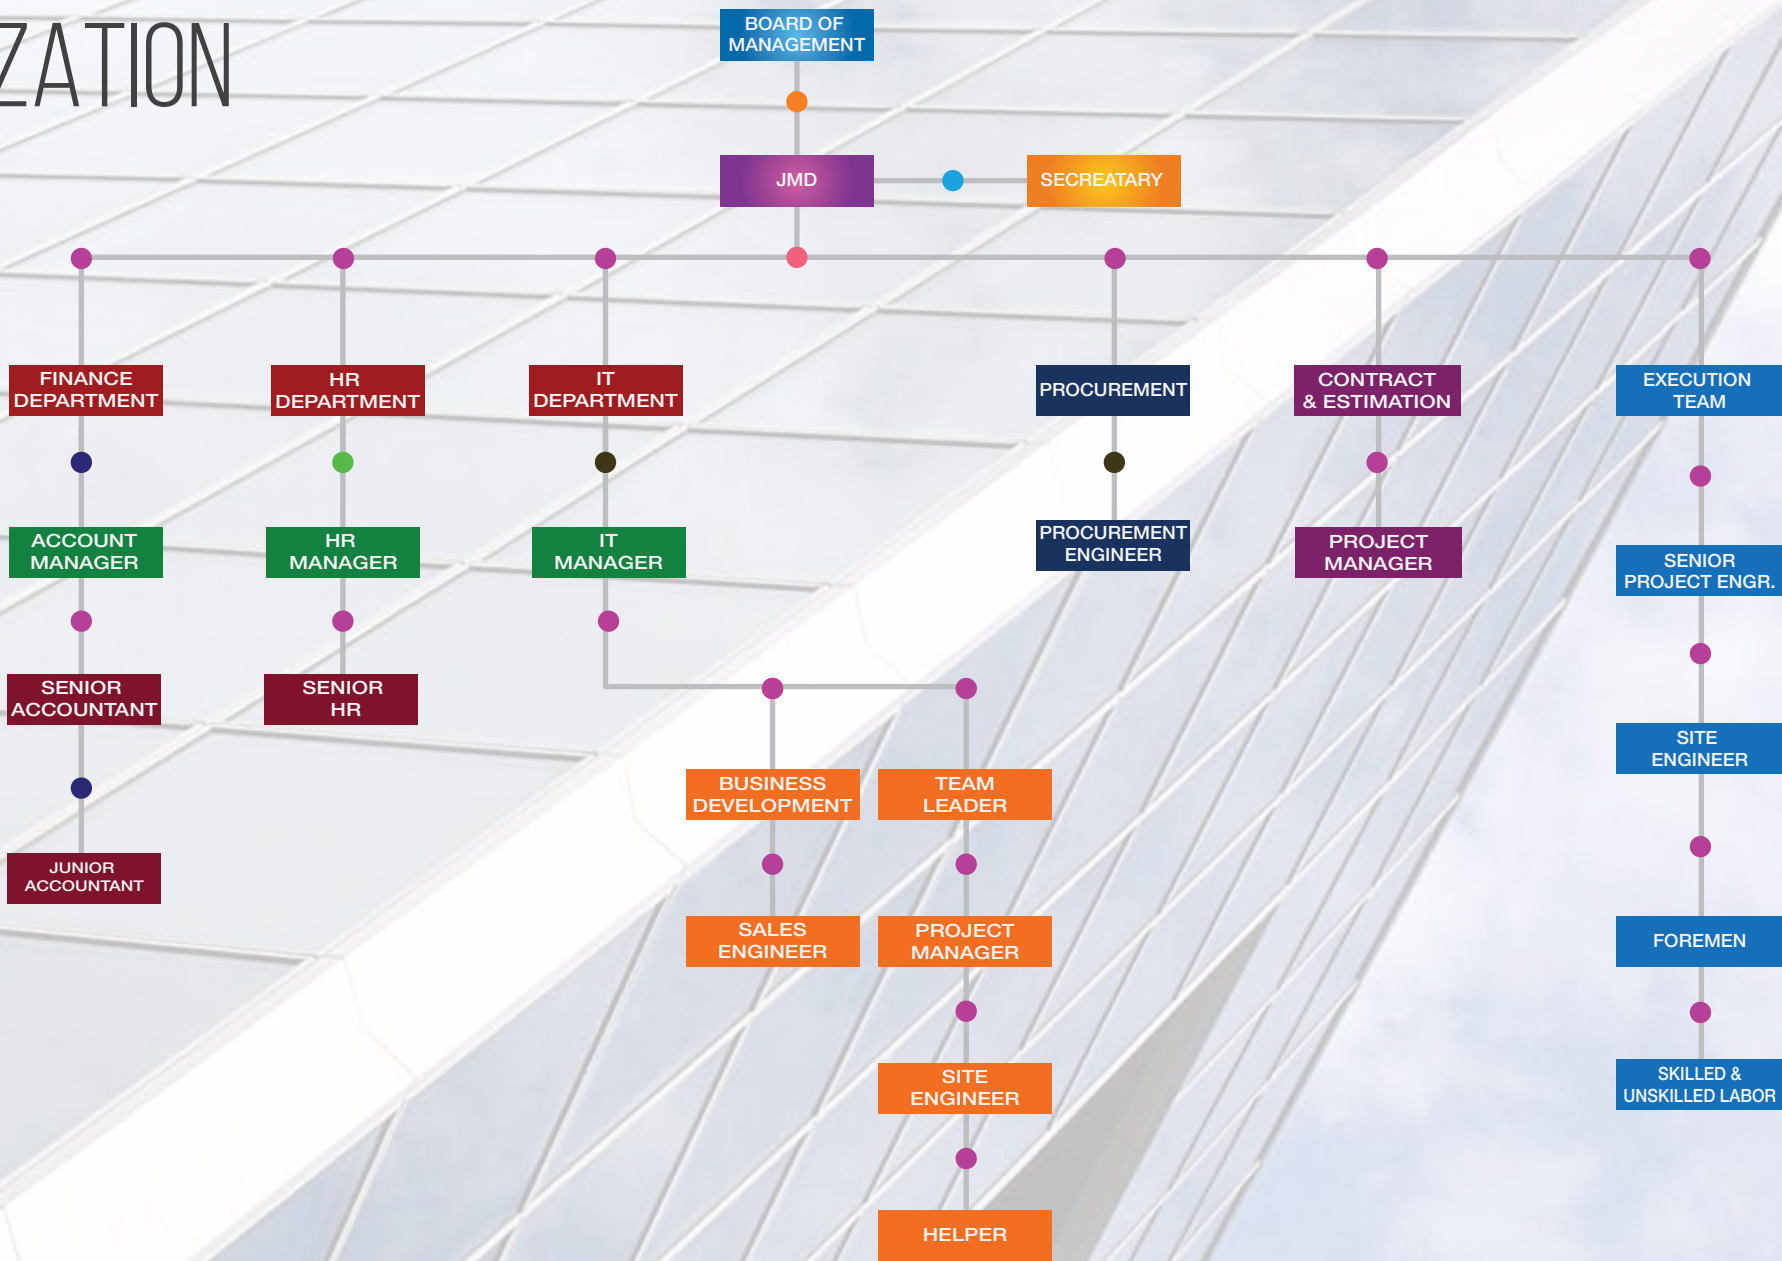 ZATION
BOARD OF
MANAGEMENT
JMD
SECREATARY
FINANCE
DEPARTMENT
HR
DEPARTMENT
IT
DEPARTMENT
PROCUREMENT
CONTRACT
& ESTIMATION
EXECUTION
TEAM
ACCOUNT
MANAGER
HR
MANAGER
IT
MANAGER
PROCUREMENT
ENGINEER
PROJECT
MANAGER
SENIOR
PROJECT ENGR.
SENIOR
ACCOUNTANT
SENIOR
HR
SITE
ENGINEER
BUSINESS
DEVELOPMENT
TEAM
LEADER
JUNIOR
ACCOUNTANT
SALES
ENGINEER
PROJECT
MANAGER
FOREMEN
SITE
ENGINEER
SKILLED &
UNSKILLED LABOR
HELPER